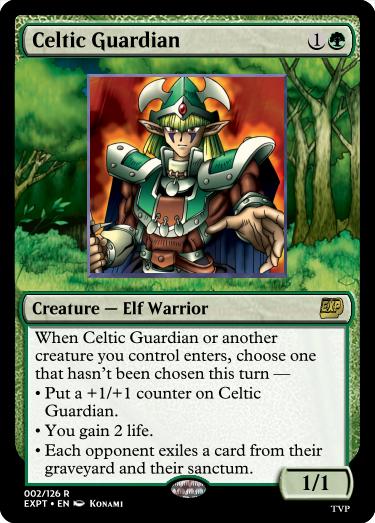 Celtic Guardian 1
Creature — Elf Warrior EXP
When Celtic Guardian or another
creature you control enters, choose one
that hasn't been chosen this turn —
• Put a +1/+1 counter on Celtic
Guardian.
• You gain 2 life.
• Each opponent exiles a card from their
graveyard and their sanctum.
1/1
002/126 R
EXPT • EN Konami
TVP